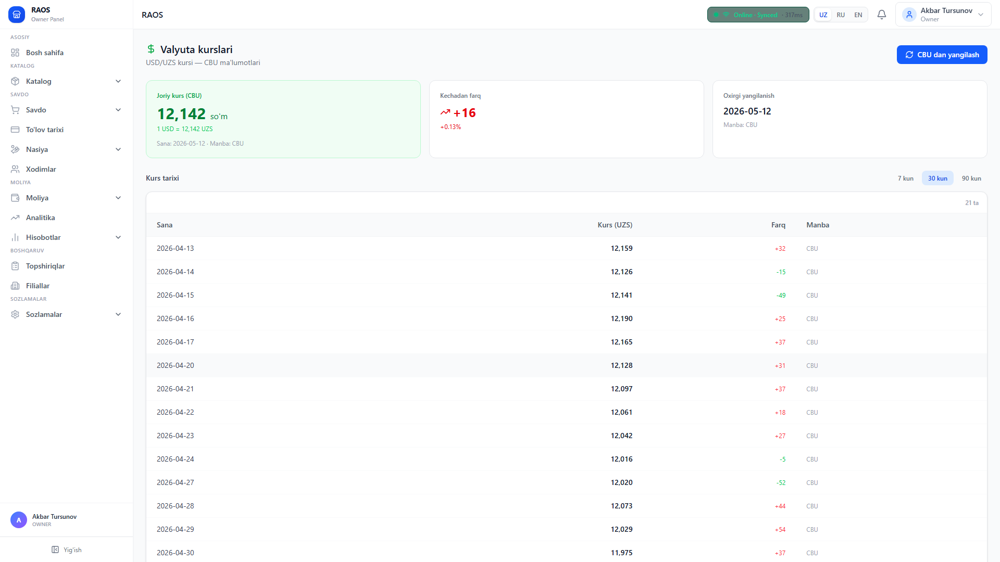 RAOS
Owner Panel
RAOS
Online · Synced · 317ms
UZ RU EN
Akbar Tursunov
Owner
ASOSIY
Bosh sahifa
KATALOG
Katalog
SAVDO
Savdo
To'lov tarixi
Nasiya
Xodimlar
MOLIYA
Moliya
Analitika
Hisobotlar
BOSHQARUV
Topshiriqlar
Filiallar
SOZLAMALAR
Sozlamalar
A
Akbar Tursunov
OWNER
Yig'ish
$ Valyuta kurslari
USD/UZS kursi — CBU ma'lumotlari
CBU dan yangilash
Joriy kurs (CBU)
12,142 so'm
1 USD = 12,142 UZS
Sana: 2026-05-12 · Manba: CBU
Kechadan farq
+16
+0.13%
Oxirgi yangilanish
2026-05-12
Manba: CBU
Kurs tarixi
7 kun 30 kun 90 kun
21 ta
Sana Kurs (UZS) Farq Manba
2026-04-13 12,159 +32 CBU
2026-04-14 12,126 -15 CBU
2026-04-15 12,141 -49 CBU
2026-04-16 12,190 +25 CBU
2026-04-17 12,165 +37 CBU
2026-04-20 12,128 +31 CBU
2026-04-21 12,097 +37 CBU
2026-04-22 12,061 +18 CBU
2026-04-23 12,042 +27 CBU
2026-04-24 12,016 -5 CBU
2026-04-27 12,020 -52 CBU
2026-04-28 12,073 +44 CBU
2026-04-29 12,029 +54 CBU
2026-04-30 11,975 +37 CBU